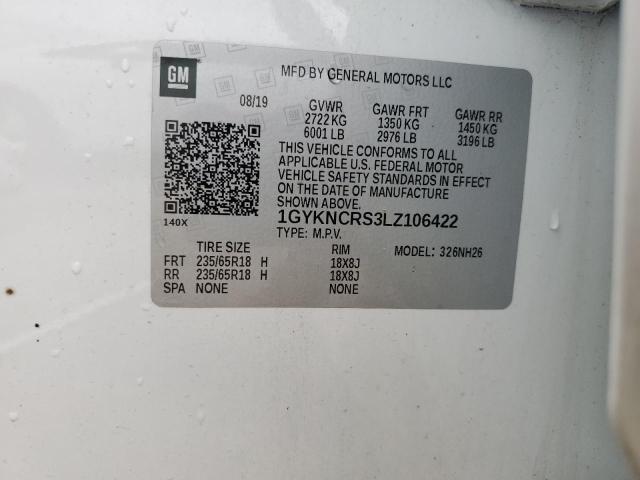 GM
MFD BY GENERAL MOTORS LLC
08/19 GVWR GAWR FRT GAWR RR
2722 KG 1350 KG 1450 KG
6001 LB 2976 LB 3196 LB
THIS VEHICLE CONFORMS TO ALL
APPLICABLE U.S. FEDERAL MOTOR
VEHICLE SAFETY STANDARDS IN EFFECT
ON THE DATE OF MANUFACTURE
SHOWN ABOVE.
140X 1GYKNCRS3LZ106422
TYPE: M.P.V. MODEL: 326NH26
TIRE SIZE RIM
FRT 235/65R18 H 18X8J
RR 235/65R18 H 18X8J
SPA NONE NONE